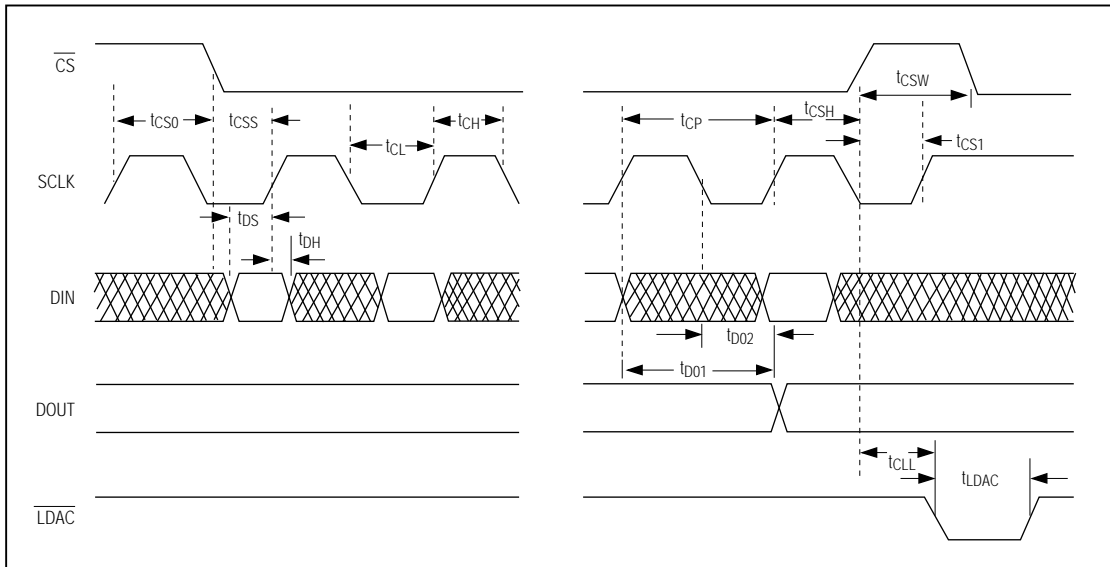 CS
tCSW
tCS0
tCSS
tCL
tCH
tCP
tCSH
tCS1
SCLK
tDS
tDH
DIN
tD02
tD01
DOUT
tCLL
tLDAC
LDAC